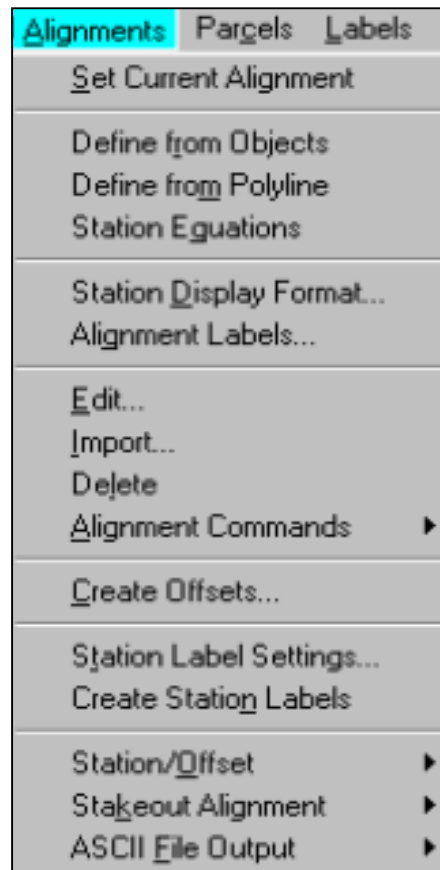 Alignments Parcels Labels
Set Current Alignment
Define from Objects
Define from Polyline
Station Equations
Station Display Format...
Alignment Labels...
Edit...
Import...
Delete
Alignment Commands
Create Offsets...
Station Label Settings...
Create Station Labels
Station/Offset
Stakeout Alignment
ASCII File Output